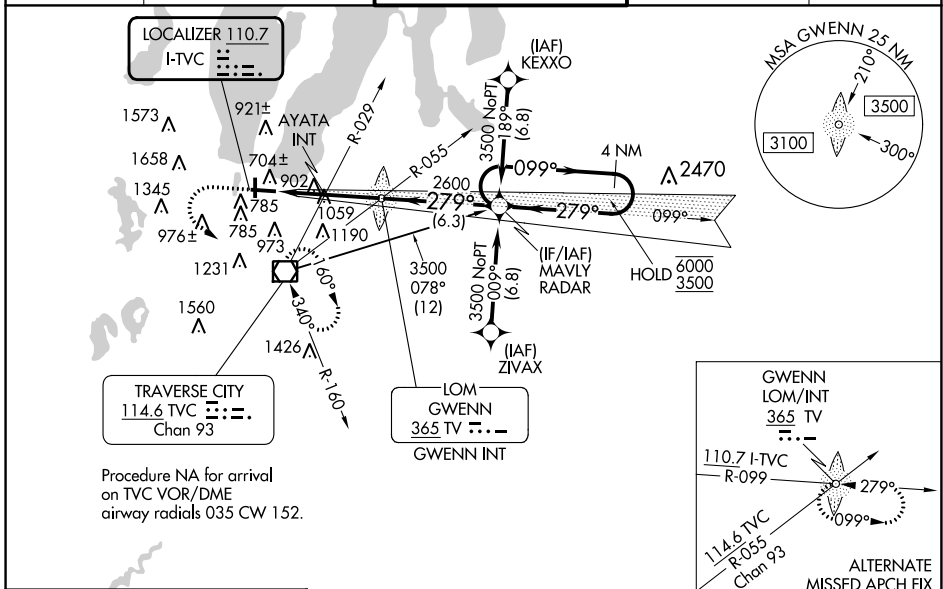 LOCALIZER 110.7
I-TVC
(IAF)
KEXXO
MSA GWENN 25 NM
210°
3500
3100
300°
1573
921±
AYATA
INT
R-029
R-055
3500 NoPT
189°
(6.8)
1658
704±
902
2600
099°
4 NM
2470
1345
785
1059
279°
279°
099°
976±
785
973
1190
(6.3)
(IF/IAF)
MAVLY
RADAR
HOLD 6000
3500
1231
160°
3500
078°
(12)
3500 NoPT
009°
(6.8)
1560
340°
1426
R-160
(IAF)
ZIVAX
TRAVERSE CITY
114.6 TVC
Chan 93
LOM
GWENN
365 TV
GWENN INT
Procedure NA for arrival
on TVC VOR/DME
airway radials 035 CW 152.
GWENN
LOM/INT
365 TV
110.7 I-TVC
R-099
279°
099°
114.6 TVC
R-055
Chan 93
ALTERNATE
MISSED APCH FIX